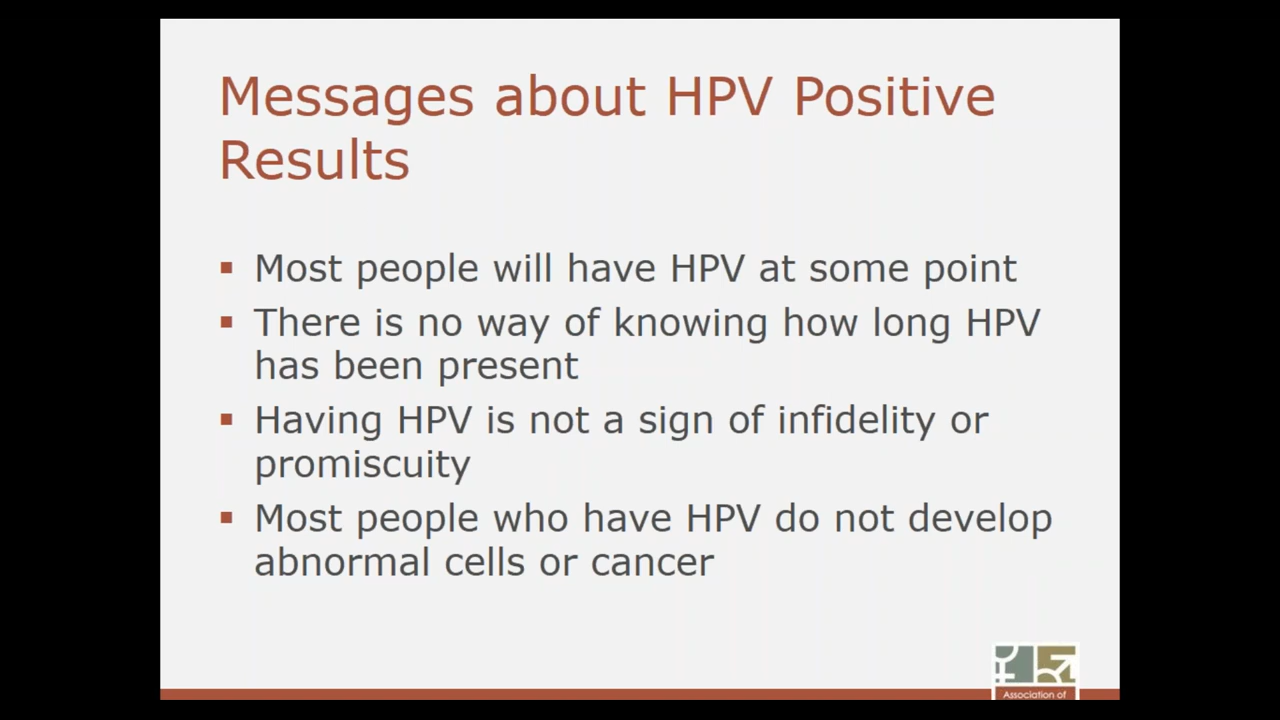 Messages about HPV Positive
Results
▪ Most people will have HPV at some point
▪ There is no way of knowing how long HPV
has been present
▪ Having HPV is not a sign of infidelity or
promiscuity
▪ Most people who have HPV do not develop
abnormal cells or cancer
Association of